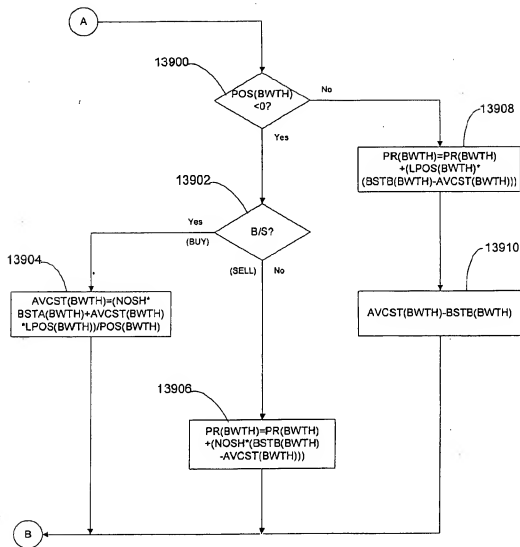 A
13900
POS(BWTH)
<0?
No
Yes
13908
PR(BWTH)=PR(BWTH)
+(LPOS(BWTH)*
(BSTB(BWTH)-AVCST(BWTH)))
13902
B/S?
Yes
(BUY)
(SELL)
No
13904
AVCST(BWTH)=(NOSH*
BSTA(BWTH)+AVCST(BWTH)
*LPOS(BWTH))/POS(BWTH)
13910
AVCST(BWTH)-BSTB(BWTH)
13906
PR(BWTH)=PR(BWTH)
+(NOSH*(BSTB(BWTH)
-AVCST(BWTH)))
B